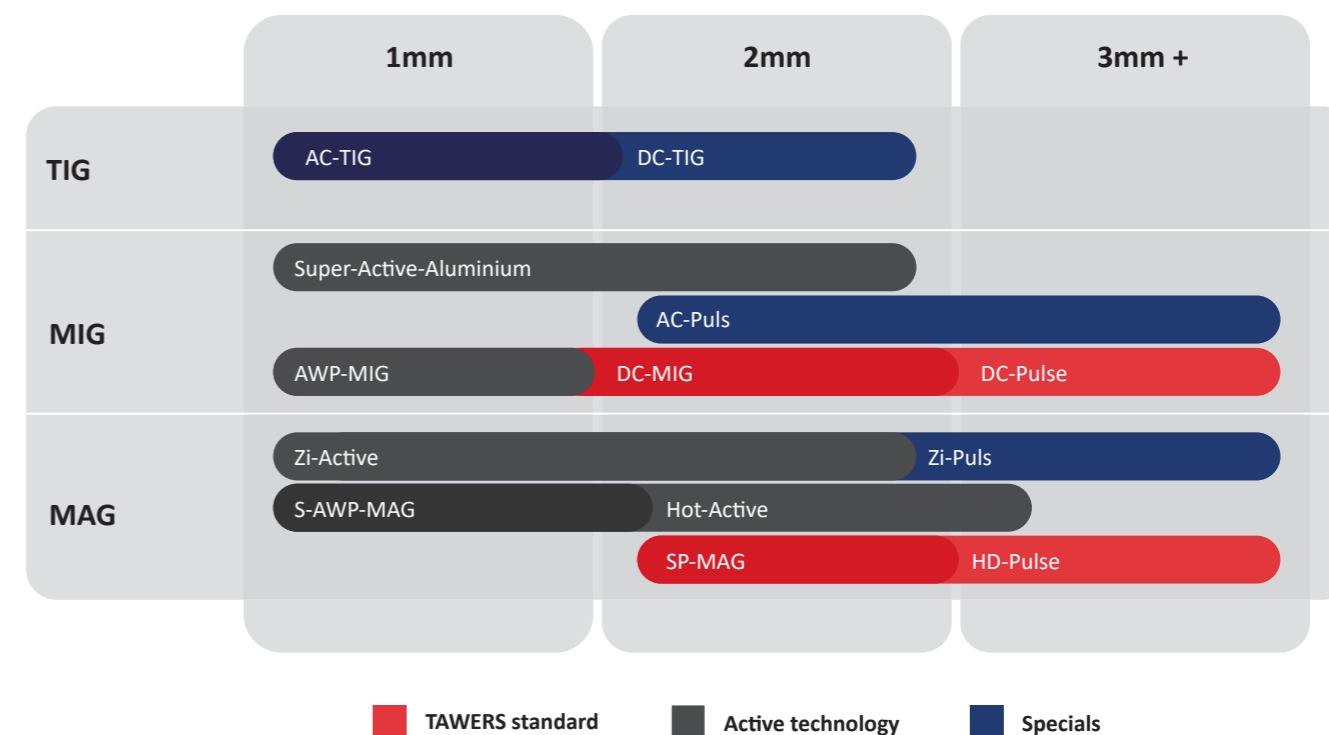 1mm 2mm 3mm +
TIG
AC-TIG DC-TIG
MIG
Super-Active-Aluminium
AC-Puls
AWP-MIG DC-MIG DC-Pulse
MAG
Zi-Active Zi-Puls
S-AWP-MAG Hot-Active
SP-MAG HD-Pulse
TAWERS standard Active technology Specials